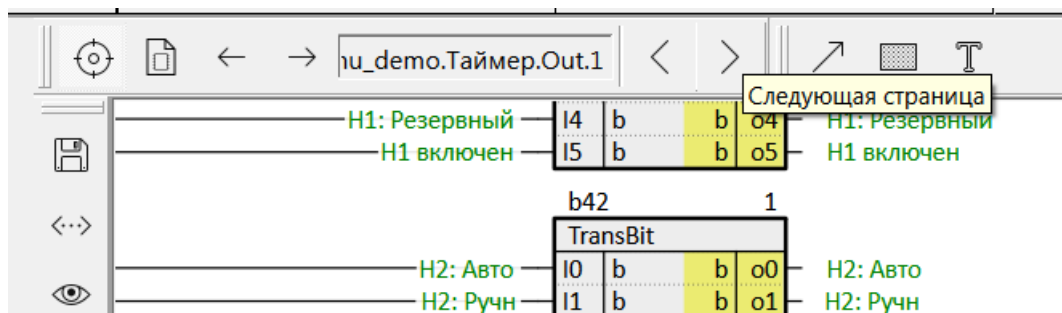 nu_demo.Таймер.Out.1
T
Следующая страница
H1: Резервный I4 b b o4 H1: Резервный
H1 включен I5 b b o5 H1 включен
b42 1
TransBit
H2: Авто I0 b b o0 H2: Авто
H2: Ручн I1 b b o1 H2: Ручн